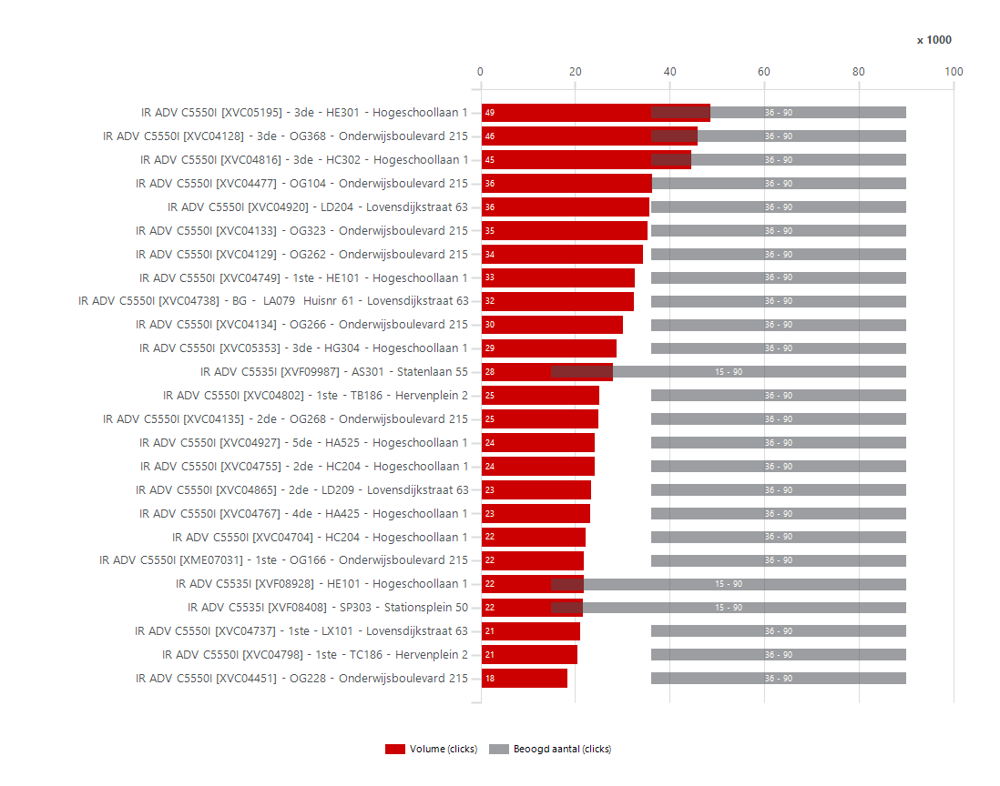 x 1000
0 20 40 60 80 100
IR ADV C5550I [XVC05195] - 3de - HE301 - Hogeschoollaan 1 49 36 - 90
IR ADV C5550I [XVC04128] - 3de - OG368 - Onderwijsboulevard 215 46 36 - 90
IR ADV C5550I [XVC04816] - 3de - HC302 - Hogeschoollaan 1 45 36 - 90
IR ADV C5550I [XVC04477] - OG104 - Onderwijsboulevard 215 36 36 - 90
IR ADV C5550I [XVC04920] - LD204 - Lovensdijkstraat 63 36 36 - 90
IR ADV C5550I [XVC04133] - OG323 - Onderwijsboulevard 215 35 36 - 90
IR ADV C5550I [XVC04129] - OG262 - Onderwijsboulevard 215 34 36 - 90
IR ADV C5550I [XVC04749] - 1ste - HE101 - Hogeschoollaan 1 33 36 - 90
IR ADV C5550I [XVC04738] - BG - LA079 Huisnr 61 - Lovensdijkstraat 63 32 36 - 90
IR ADV C5550I [XVC04134] - OG266 - Onderwijsboulevard 215 30 36 - 90
IR ADV C5550I [XVC05353] - 3de - HG304 - Hogeschoollaan 1 29 36 - 90
IR ADV C5535I [XVF09987] - AS301 - Statenlaan 55 28 15 - 90
IR ADV C5550I [XVC04802] - 1ste - TB186 - Hervenplein 2 25 36 - 90
IR ADV C5550I [XVC04135] - 2de - OG268 - Onderwijsboulevard 215 25 36 - 90
IR ADV C5550I [XVC04927] - 5de - HA525 - Hogeschoollaan 1 24 36 - 90
IR ADV C5550I [XVC04755] - 2de - HC204 - Hogeschoollaan 1 24 36 - 90
IR ADV C5550I [XVC04865] - 2de - LD209 - Lovensdijkstraat 63 23 36 - 90
IR ADV C5550I [XVC04767] - 4de - HA425 - Hogeschoollaan 1 23 36 - 90
IR ADV C5550I [XVC04704] - HC204 - Hogeschoollaan 1 22 36 - 90
IR ADV C5550I [XME07031] - 1ste - OG166 - Onderwijsboulevard 215 22 36 - 90
IR ADV C5535I [XVF08928] - HE101 - Hogeschoollaan 1 22 15 - 90
IR ADV C5535I [XVF08408] - SP303 - Stationsplein 50 22 15 - 90
IR ADV C5550I [XVC04737] - 1ste - LX101 - Lovensdijkstraat 63 21 36 - 90
IR ADV C5550I [XVC04798] - 1ste - TC186 - Hervenplein 2 21 36 - 90
IR ADV C5550I [XVC04451] - OG228 - Onderwijsboulevard 215 18 36 - 90
Volume (clicks) Beoogd aantal (clicks)